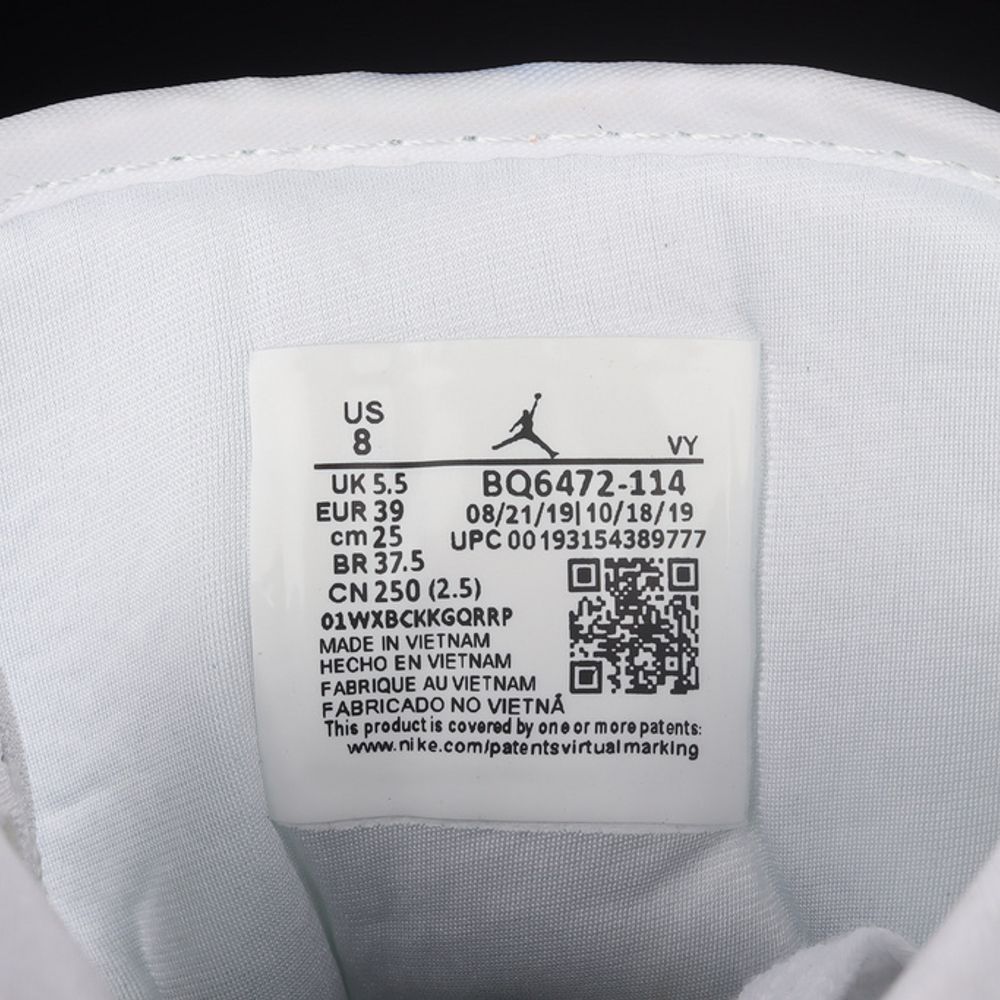 US
8
VY
UK 5.5
EUR 39
cm 25
BR 37.5
CN 250 (2.5)
BQ6472-114
08/21/19|10/18/19
UPC 00193154389777
01WXBCKKGQRRP
MADE IN VIETNAM
HECHO EN VIETNAM
FABRIQUE AU VIETNAM
FABRICADO NO VIETNÅ
This product is covered by one or more patents:
www.nike.com/patentsvirtualmarking